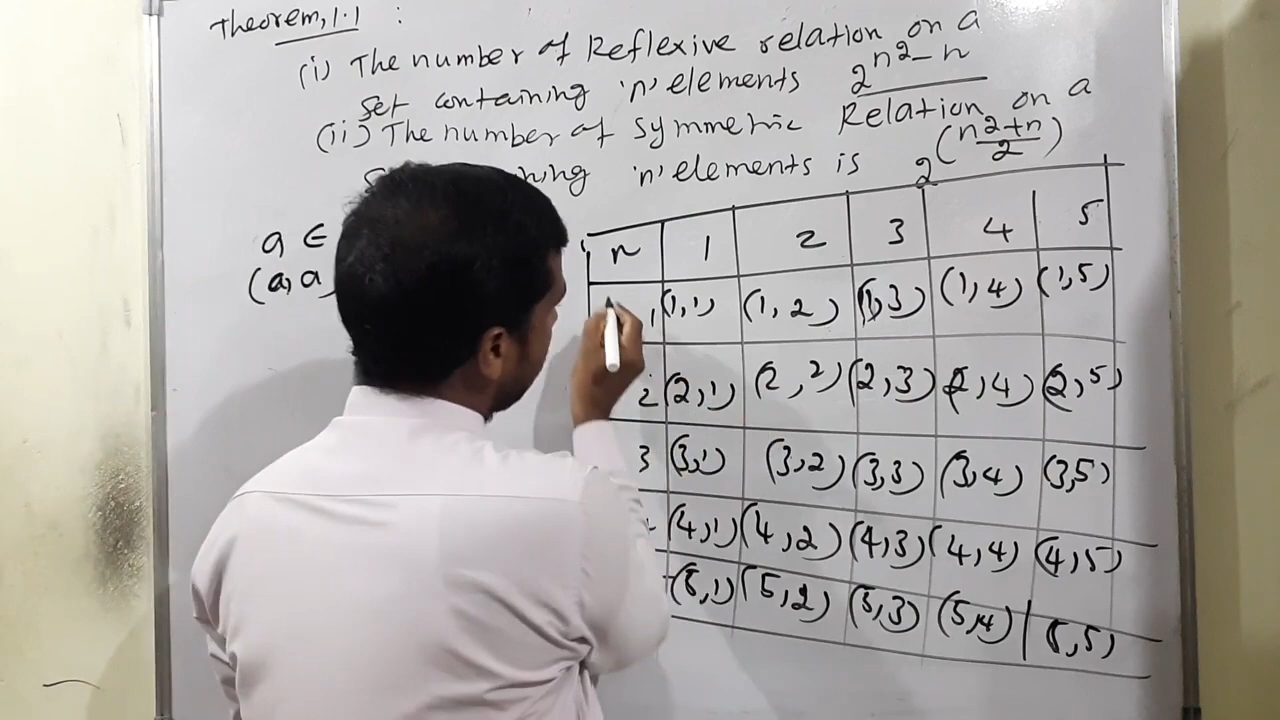 Theorem, 1.1 :
(i) The number of Reflexive relation on a
set containing 'n' elements 2^{n2-n}
(ii) The number of symmetric Relation on a
'n' elements is 2^{(n2+n/2)}
a ∈
(a,a)
n 1 2 3 4 5
1 (1,1) (1,2) (1,3) (1,4) (1,5)
2 (2,1) (2,2) (2,3) (2,4) (2,5)
3 (3,1) (3,2) (3,3) (3,4) (3,5)
(4,1) (4,2) (4,3) (4,4) (4,5)
(5,1) (5,2) (5,3) (5,4) 5,5)